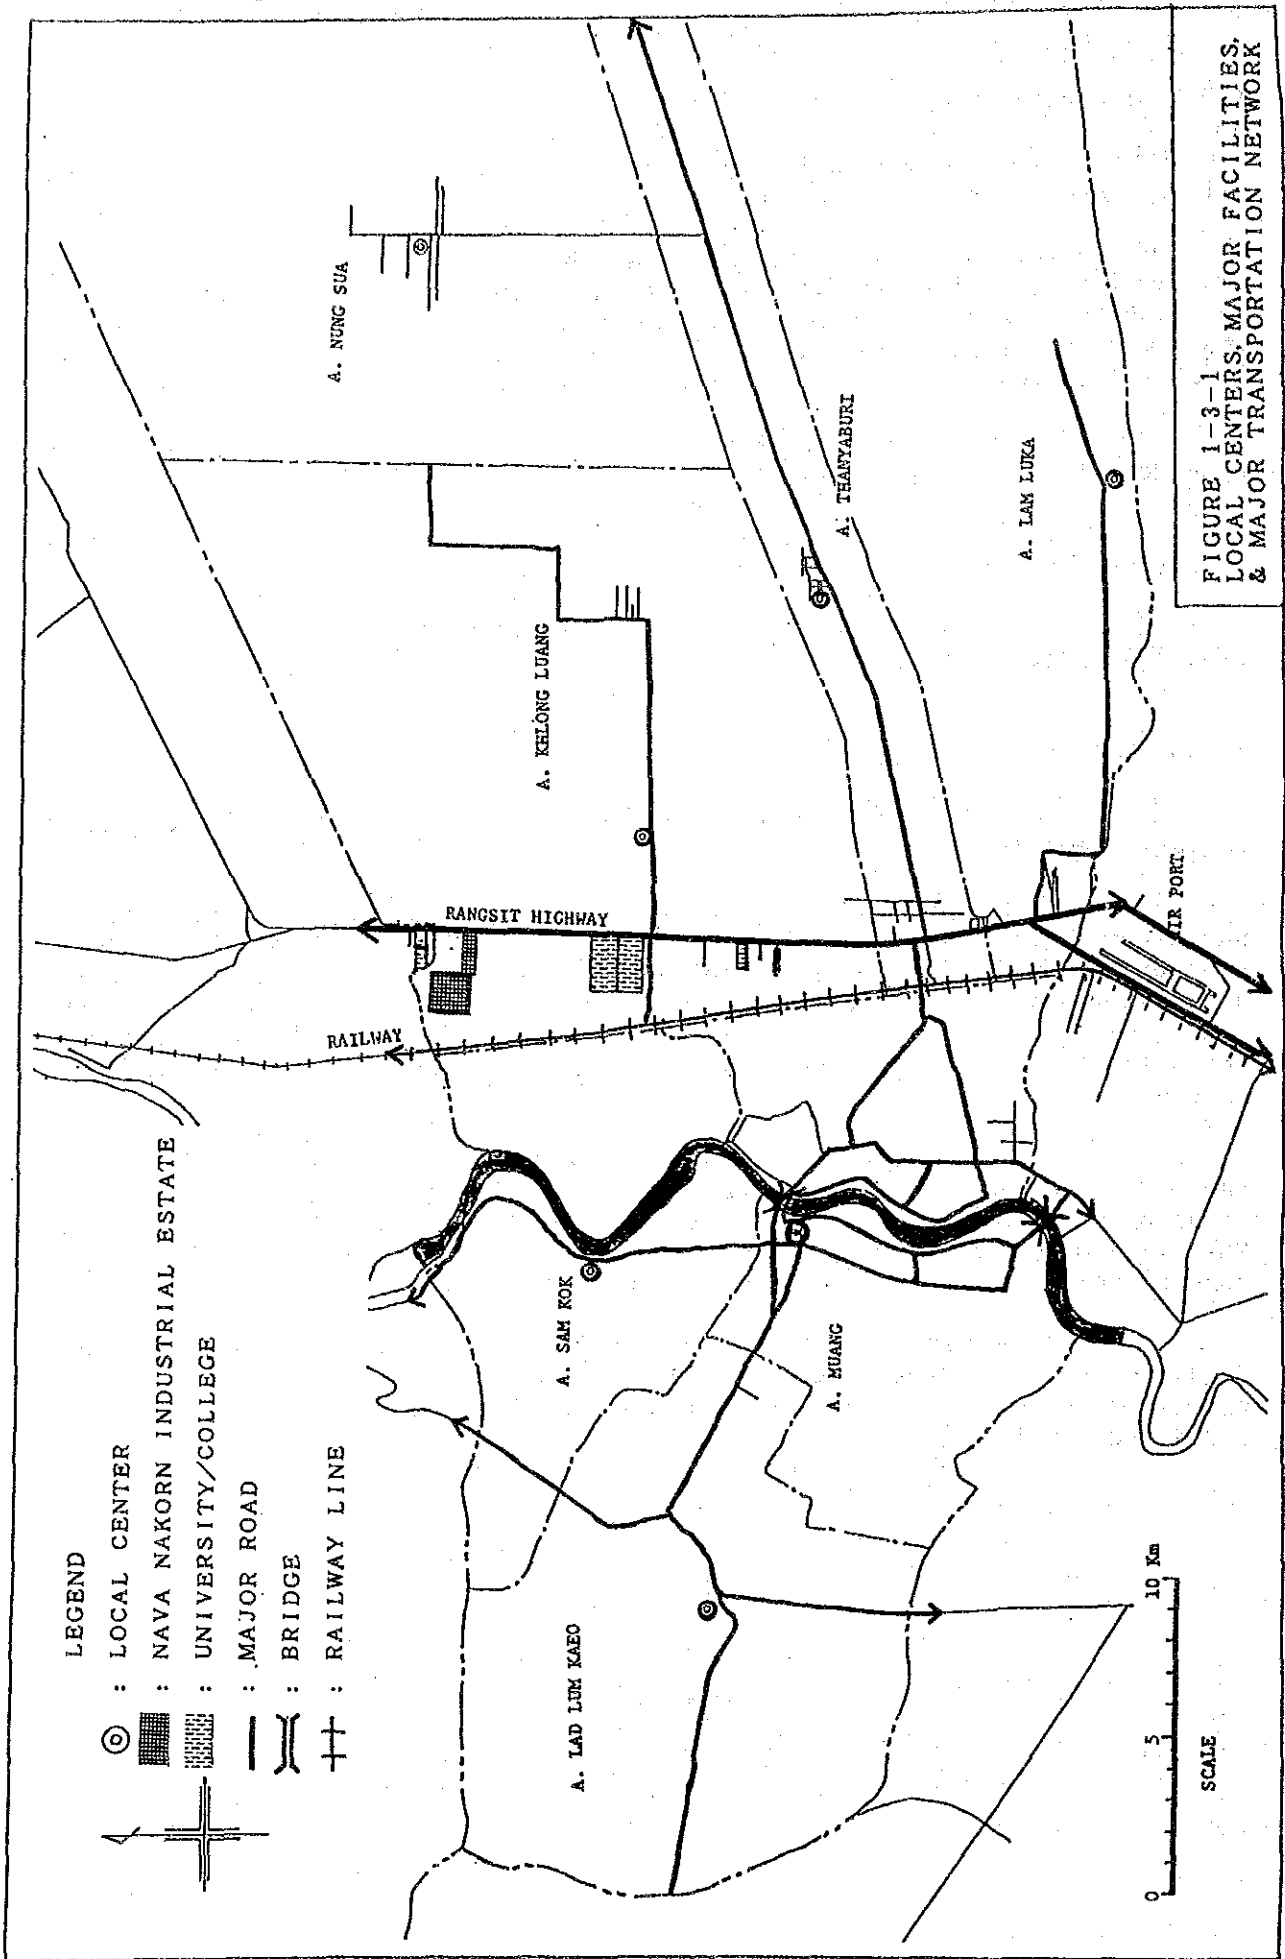 LEGEND
: LOCAL CENTER
: NAVA NAKORN INDUSTRIAL ESTATE
: UNIVERSITY/COLLEGE
: MAJOR ROAD
: BRIDGE
: RAILWAY LINE
RAILWAY
RANGSIT HIGHWAY
A. NUNG SUA
A. KHLONG LUANG
A. SAM KOK
A. LAD LUM KAEO
A. MUANG
A. THANYABURI
A. LAM LUKA
IR PORT
0 5 10 Km
SCALE
FIGURE 1-3-1
LOCAL CENTERS, MAJOR FACILITIES,
& MAJOR TRANSPORTATION NETWORK